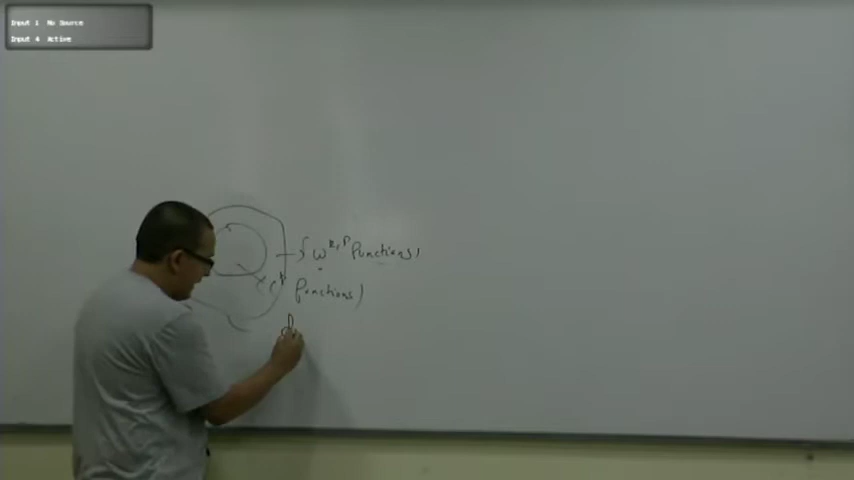 Input 1 No Source
Input 4 Active
{ W^{k,p} functions,
(C^k functions)